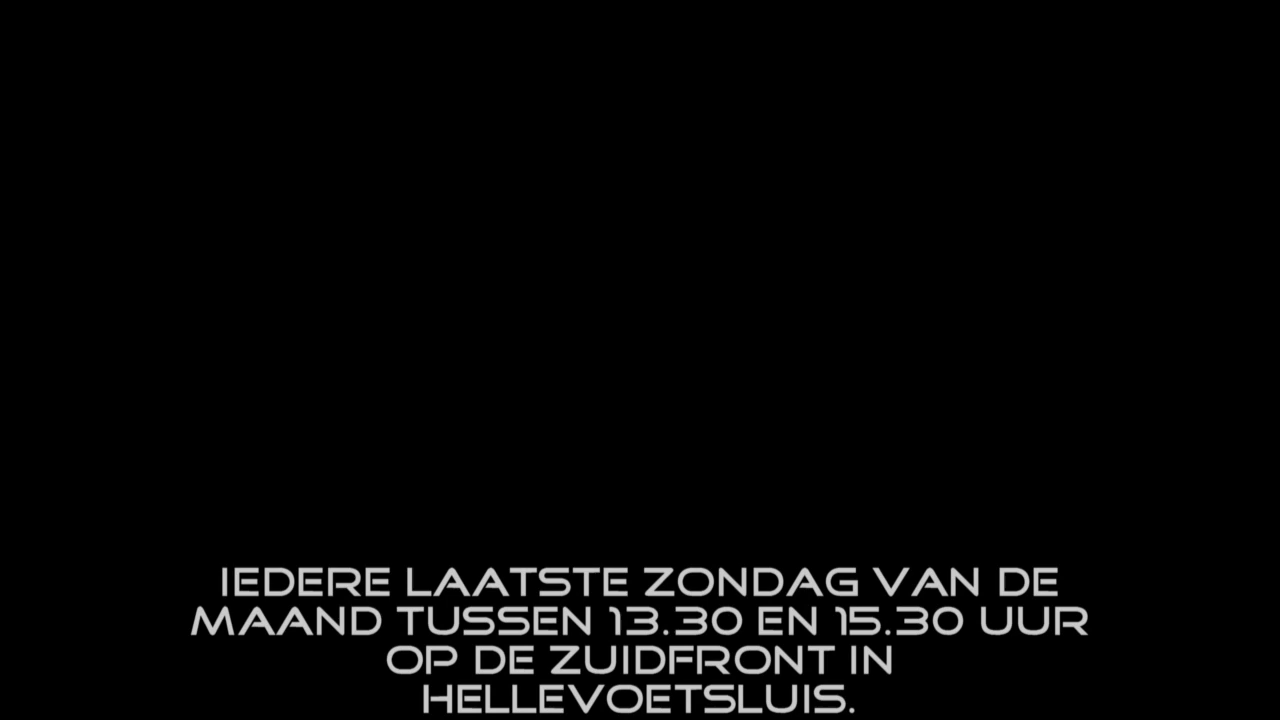 IEDERE LAATSTE ZONDAG VAN DE
MAAND TUSSEN 13.30 EN 15.30 UUR
OP DE ZUIDFRONT IN
HELLEVOETSLUIS.